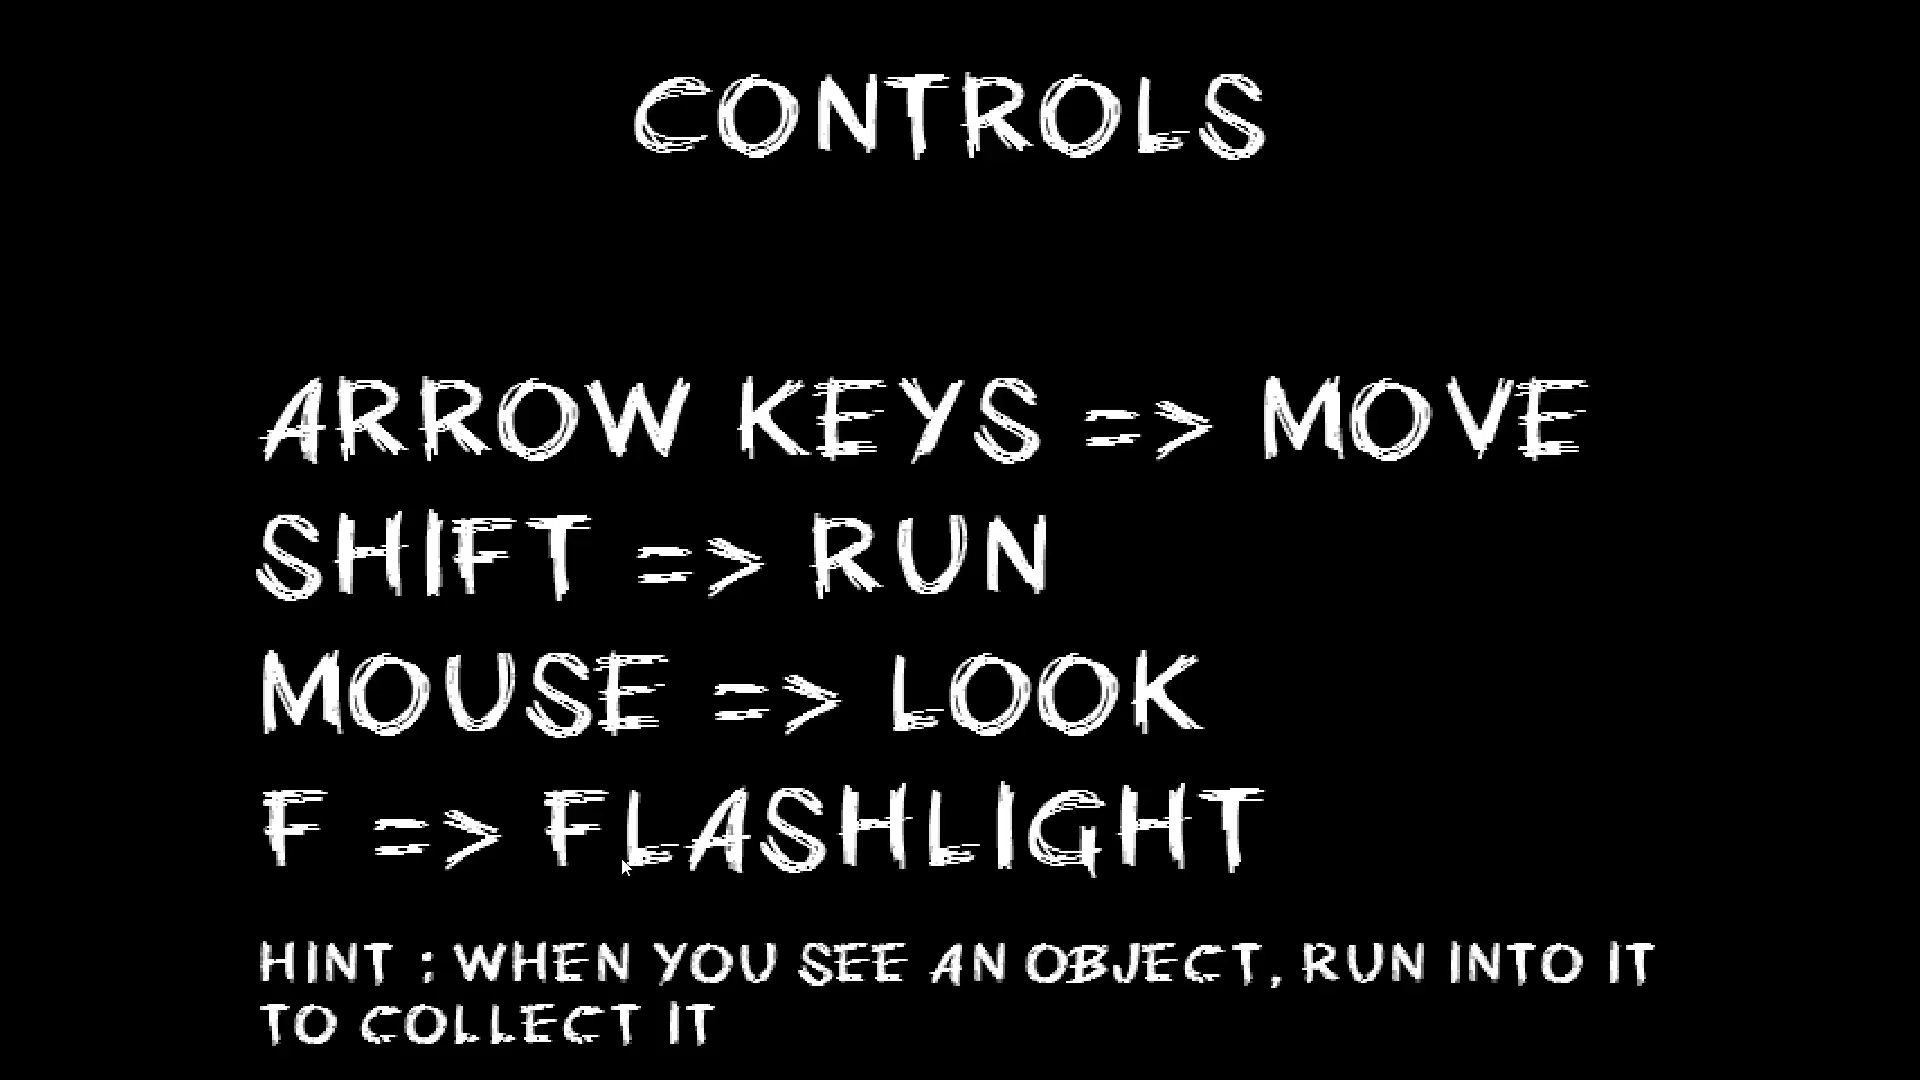 CONTROLS
ARROW KEYS => MOVE
SHIFT => RUN
MOUSE => LOOK
F => FLASHLIGHT
HINT : WHEN YOU SEE AN OBJECT, RUN INTO IT
TO COLLECT IT